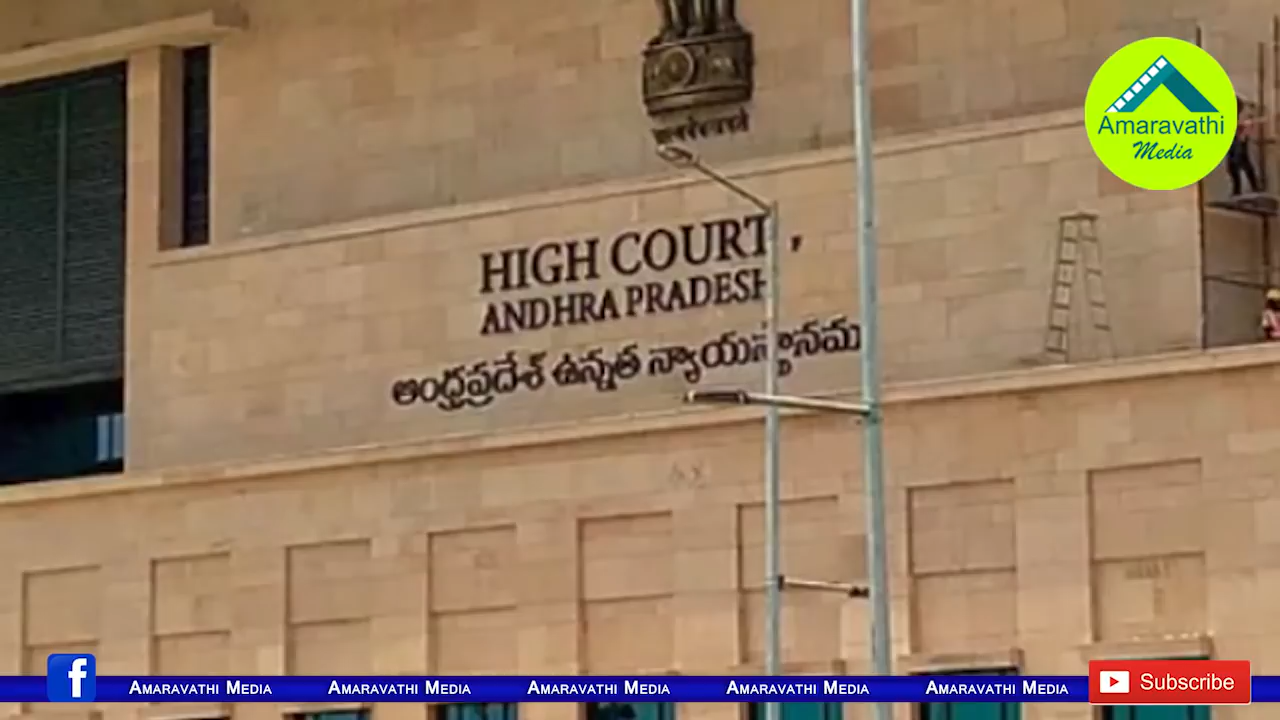 Amaravathi
Media
HIGH COURT,
ANDHRA PRADESH
ఆంధ్రప్రదేశ్ ఉన్నత న్యాయస్థానము
AMARAVATHI MEDIA AMARAVATHI MEDIA AMARAVATHI MEDIA AMARAVATHI MEDIA AMARAVATHI MEDIA
Subscribe